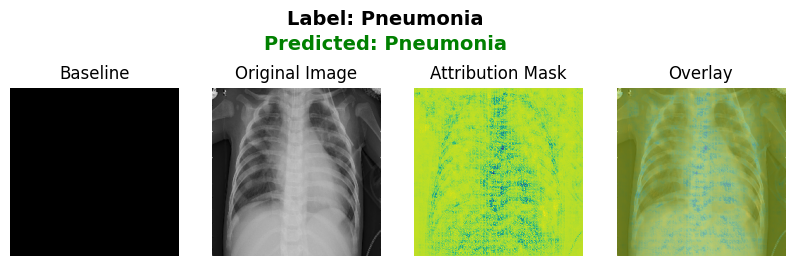 Label: Pneumonia
Predicted: Pneumonia
Baseline
Original Image
Attribution Mask
Overlay